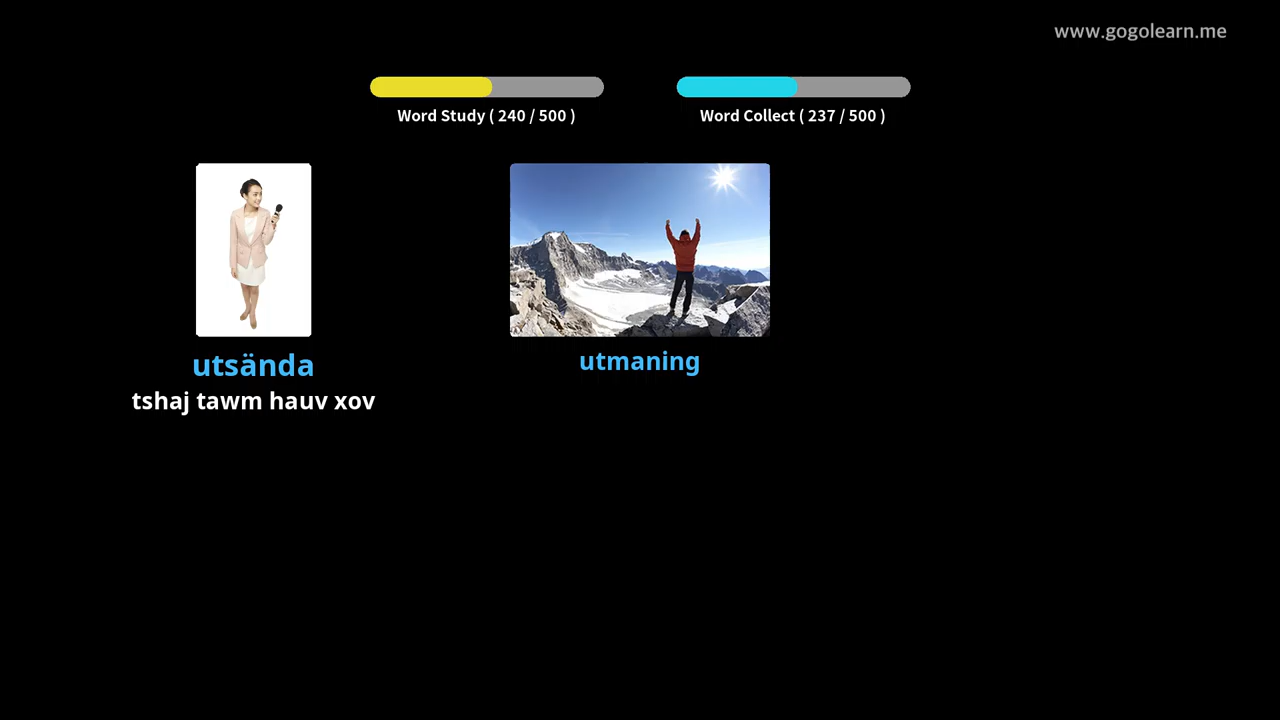 www.gogolearn.me
Word Study ( 240 / 500 )
Word Collect ( 237 / 500 )
utsända
tshaj tawm hauv xov
utmaning